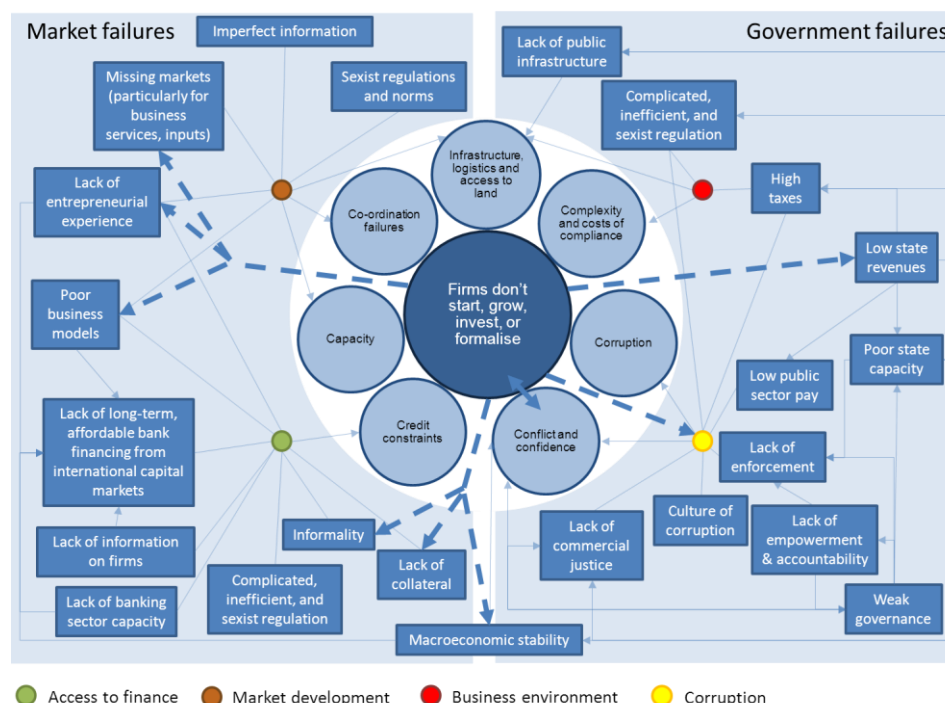 Market failures
Government failures
Imperfect information
Missing markets
(particularly for
business
services, inputs)
Sexist regulations
and norms
Lack of
entrepreneurial
experience
Poor
business
models
Lack of long-term,
affordable bank
financing from
international capital
markets
Lack of information
on firms
Lack of banking
sector capacity
Complicated,
inefficient, and
sexist regulation
Informality
Lack of
collateral
Macroeconomic stability
Infrastructure,
logistics and
access to
land
Co-ordination
failures
Complexity
and costs of
compliance
Firms don’t
start, grow,
invest, or
formalise
Capacity
Corruption
Credit
constraints
Conflict and
confidence
Lack of public
infrastructure
Complicated,
inefficient, and
sexist regulation
High
taxes
Low state
revenues
Poor state
capacity
Low public
sector pay
Lack of
enforcement
Culture of
corruption
Lack of
commercial
justice
Lack of
empowerment
& accountability
Weak
governance
Access to finance
Market development
Business environment
Corruption